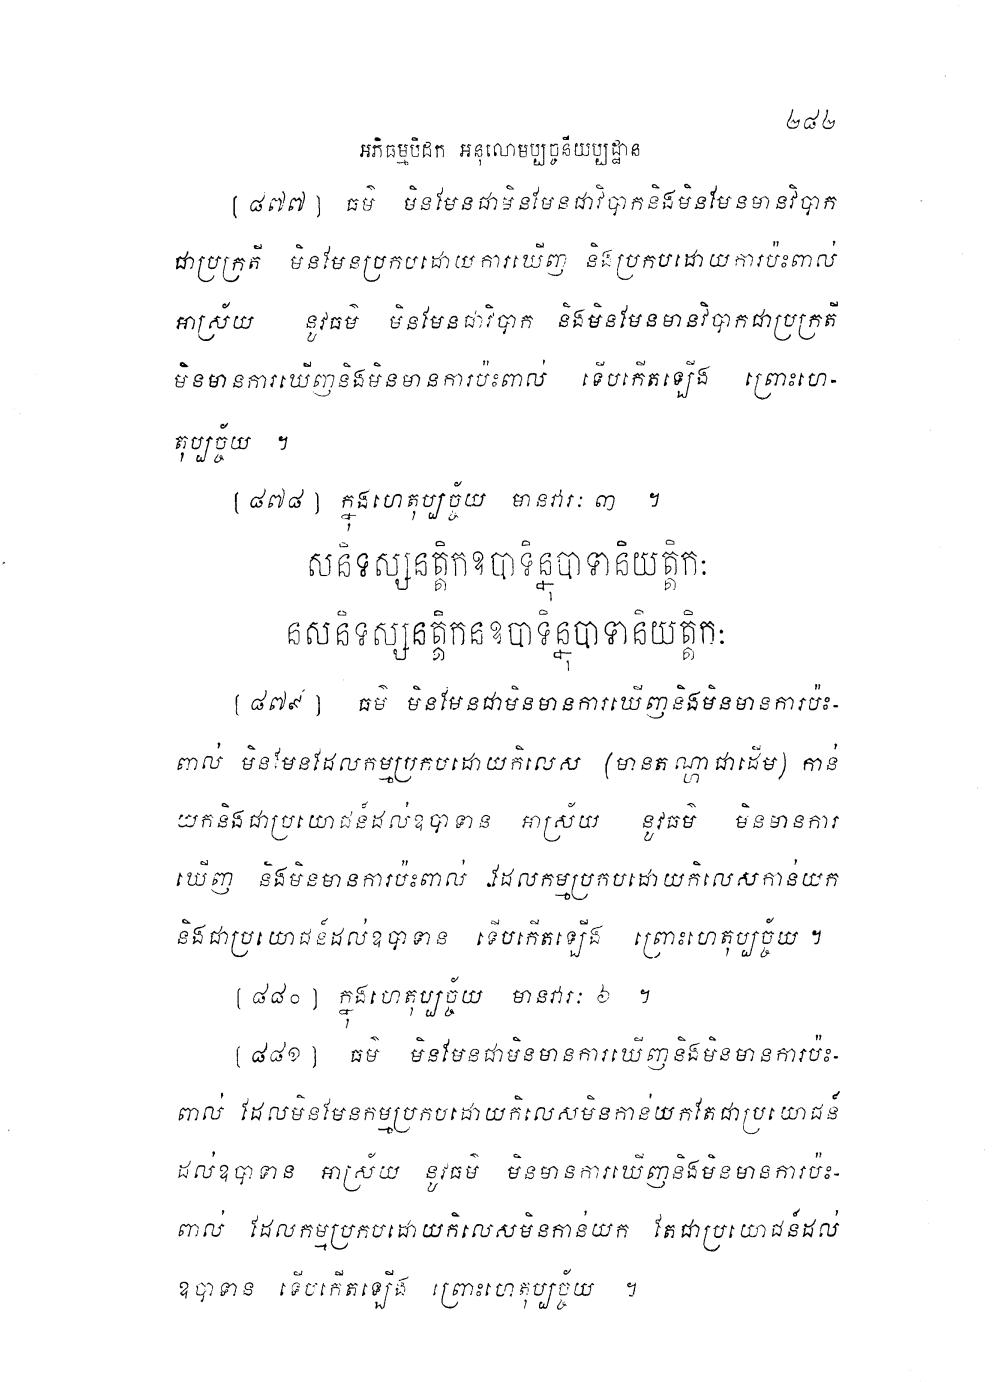 ២៨២
អភិធម្មបិដក អនុលោមប្បច្ចនីយប្បដ្ឋាន
[៨៧៧] ធម៌ មិនមែនជាមិនមែនជាវិបាកនិងមិនមែនមានវិបាក
ជាប្រក្រតី មិនមែនប្រកបដោយការឃើញ និងប្រកបដោយការប៉ះពាល់
អាស្រ័យ នូវធម៌ មិនមែនជាវិបាក និងមិនមែនមានវិបាកជាប្រក្រតី
មិនមានការឃើញនិងមិនមានការប៉ះពាល់ ទើបកើតឡើង ព្រោះហេ-
តុប្បច្ច័យ ។
[៨៧៨] ក្នុងហេតុប្បច្ច័យ មានវារៈ ៣ ។
សនិទស្សនត្តិកឧបាទិន្នុបាទានិយត្តិកៈ
នសនិទស្សនត្តិកនឧបាទិន្នុបាទានិយត្តិកៈ
[៨៧៩] ធម៌ មិនមែនជាមិនមានការឃើញនិងមិនមានការប៉ះ-
ពាល់ មិនមែនដែលកម្មប្រកបដោយកិលេស (មានតណ្ហាជាដើម) កាន់
យកនិងជាប្រយោជន៍ដល់ឧបាទាន អាស្រ័យ នូវធម៌ មិនមានការ
ឃើញ និងមិនមានការប៉ះពាល់ ដែលកម្មប្រកបដោយកិលេសកាន់យក
និងជាប្រយោជន៍ដល់ឧបាទាន ទើបកើតឡើង ព្រោះហេតុប្បច្ច័យ ។
[៨៨០] ក្នុងហេតុប្បច្ច័យ មានវារៈ ៦ ។
[៨៨១] ធម៌ មិនមែនជាមិនមានការឃើញនិងមិនមានការប៉ះ-
ពាល់ ដែលមិនមែនកម្មប្រកបដោយកិលេសមិនកាន់យកតែជាប្រយោជន៍
ដល់ឧបាទាន អាស្រ័យ នូវធម៌ មិនមានការឃើញនិងមិនមានការប៉ះ-
ពាល់ ដែលកម្មប្រកបដោយកិលេសមិនកាន់យក តែជាប្រយោជន៍ដល់
ឧបាទាន ទើបកើតឡើង ព្រោះហេតុប្បច្ច័យ ។